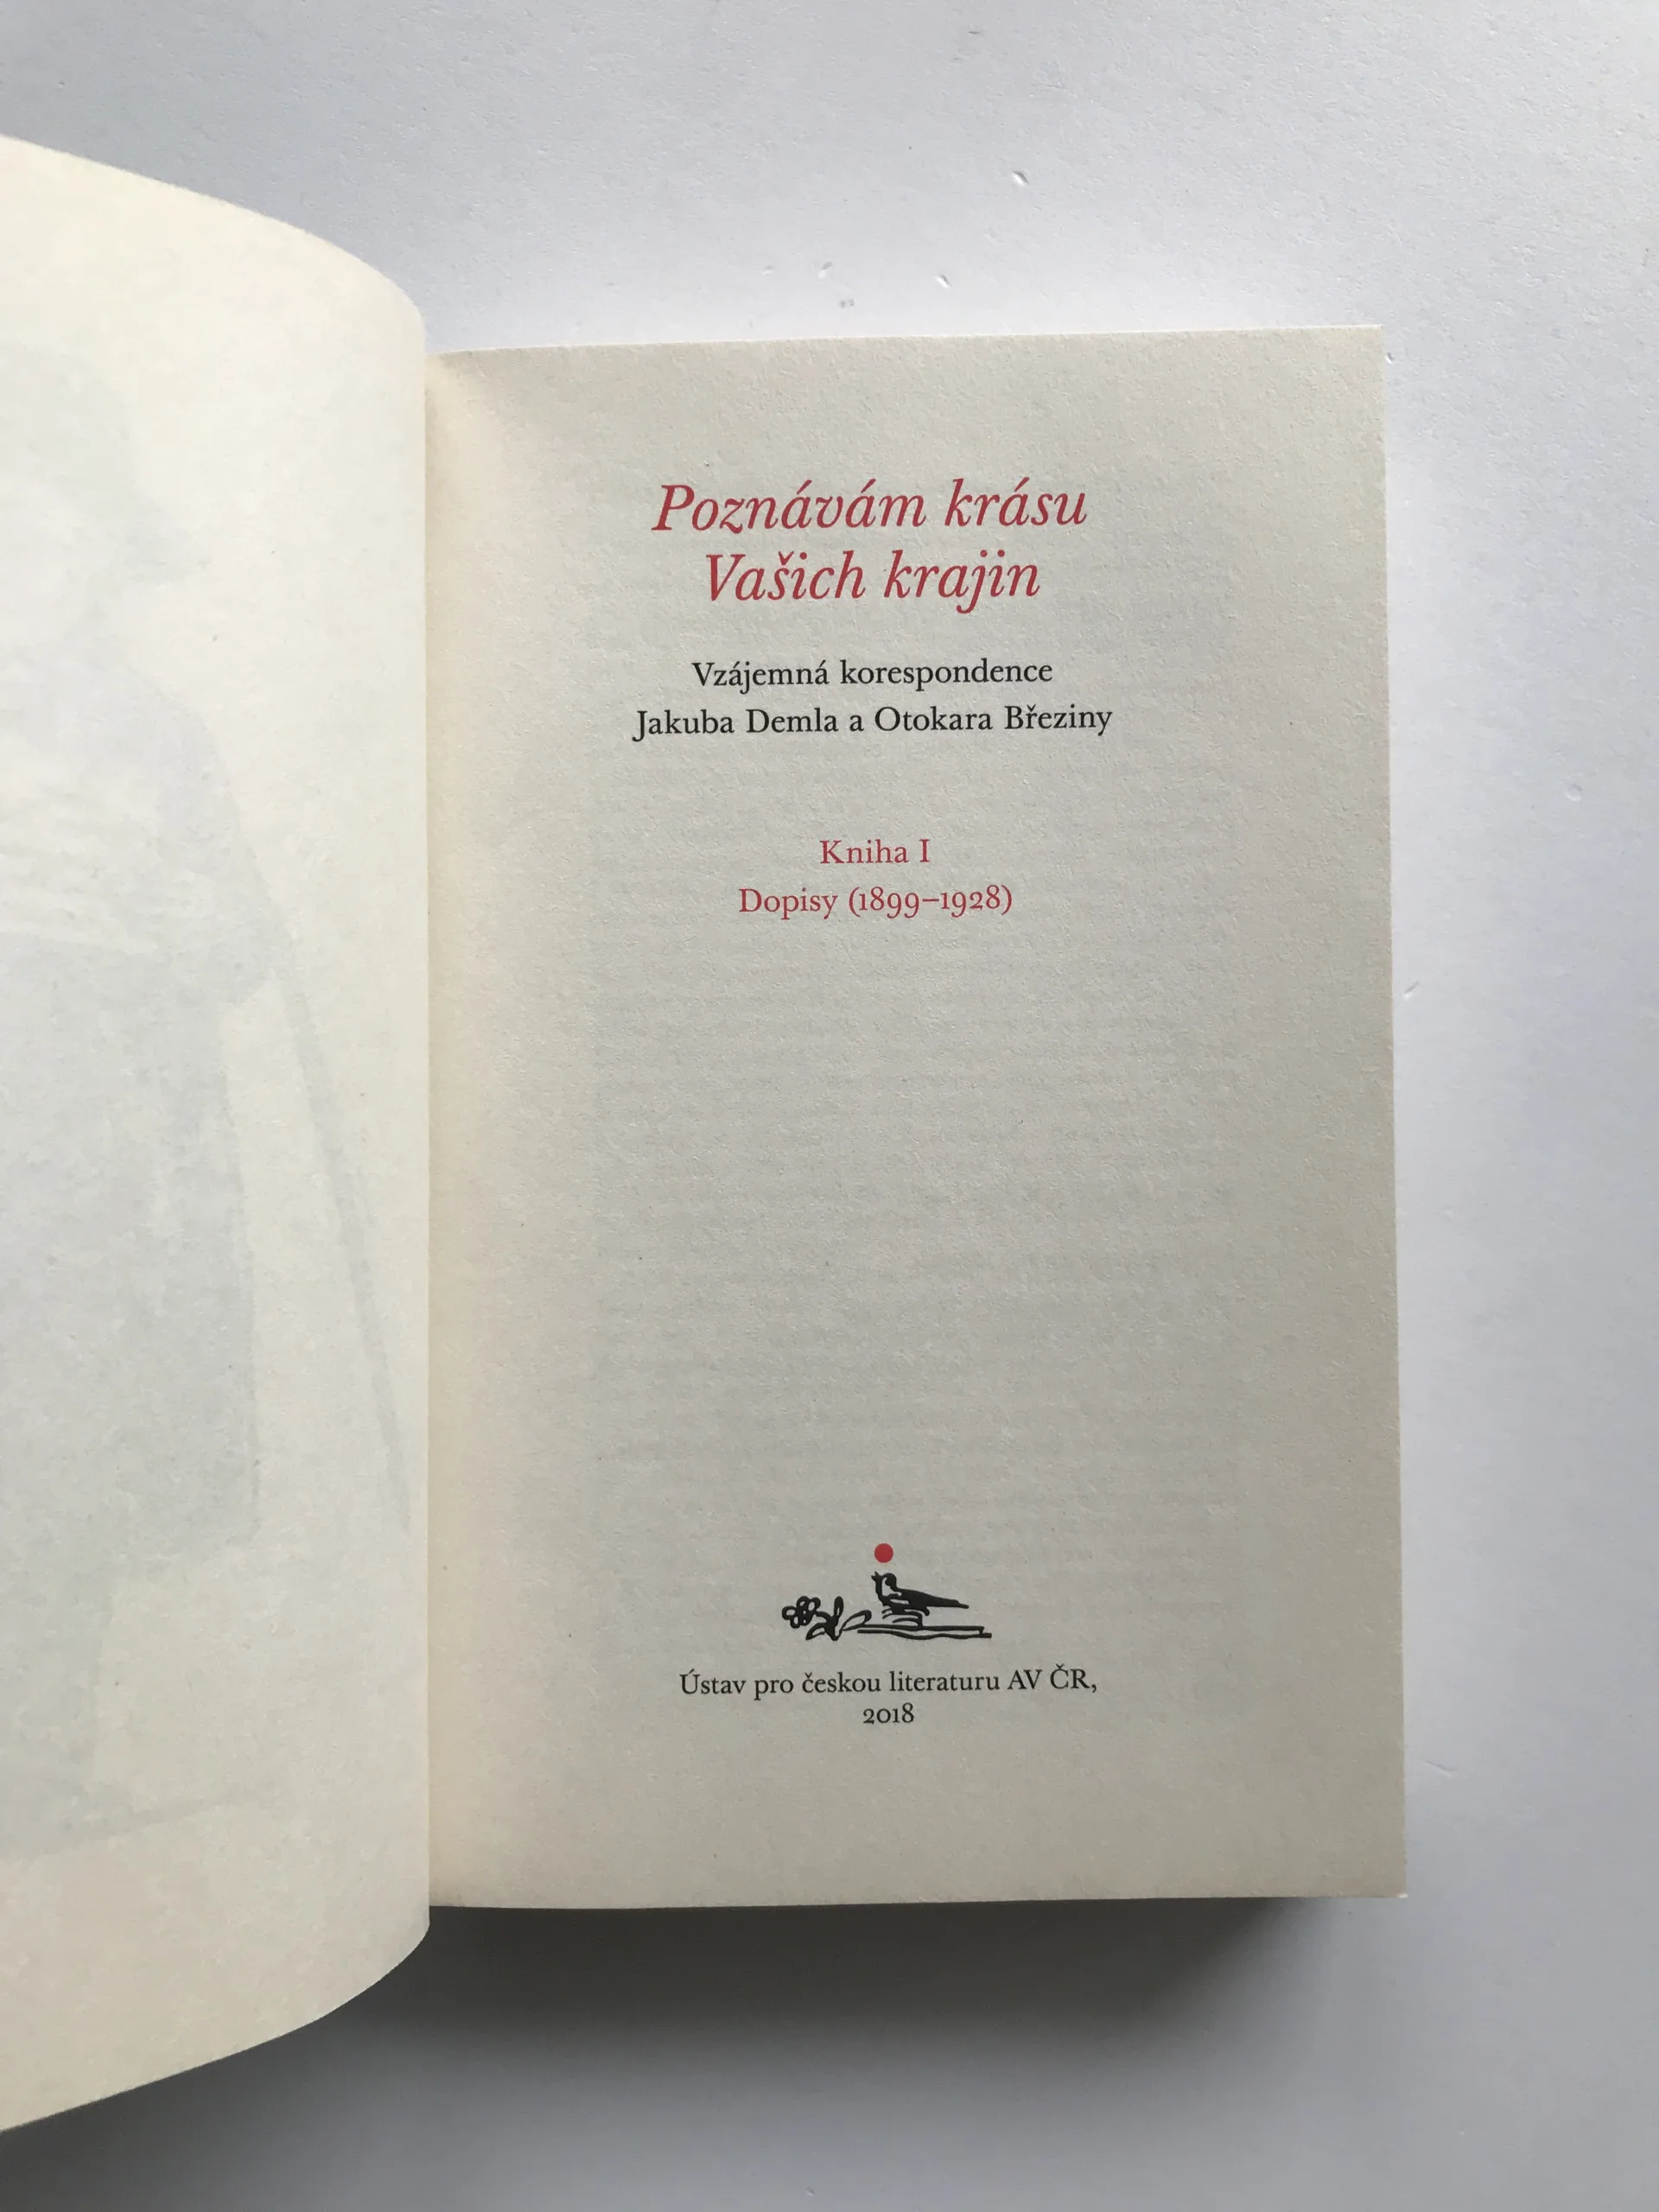 Poznávám krásu
Vašich krajin
Vzájemná korespondence
Jakuba Demla a Otokara Březiny
Kniha I
Dopisy (1899–1928)
Ústav pro českou literaturu AV ČR,
2018